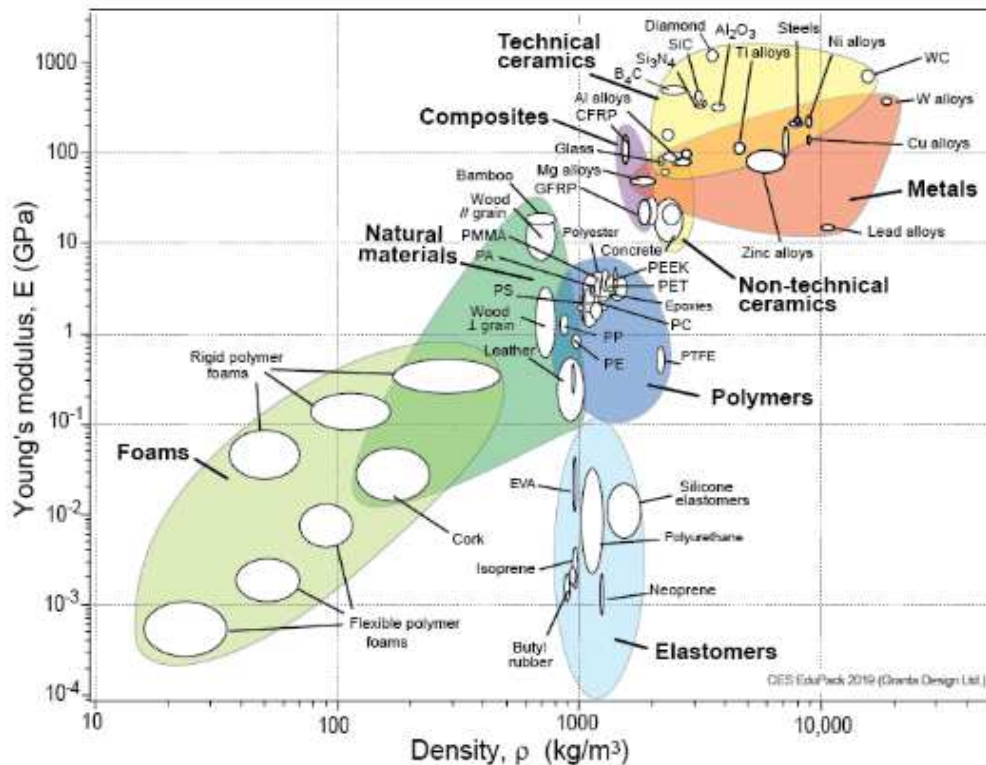 Diamond
Al2O3
Steels
Ni alloys
SiC
Si3N4
Ti alloys
WC
B4C
Technical
ceramics
Al alloys
W alloys
CFRP
Composites
Glass
Cu alloys
Mg alloys
Metals
Bamboo
GFRP
Wood
// grain
Lead alloys
Natural
materials
PMMA
Polyester
Concrete
Zinc alloys
PA
PEEK
Non-technical
ceramics
PET
PS
Epoxies
Wood
⊥ grain
PC
PP
Leather
PE
PTFE
Rigid polymer
foams
Polymers
Foams
EVA
Silicone
elastomers
Cork
Polyurethane
Isoprene
Neoprene
Flexible polymer
foams
Butyl
rubber
Elastomers
CES EduPack 2019 (Granta Design Ltd.)
Young's modulus, E (GPa)
1000
100
10
1
10-1
10-2
10-3
10-4
10
100
1000
10,000
Density, ρ (kg/m3)